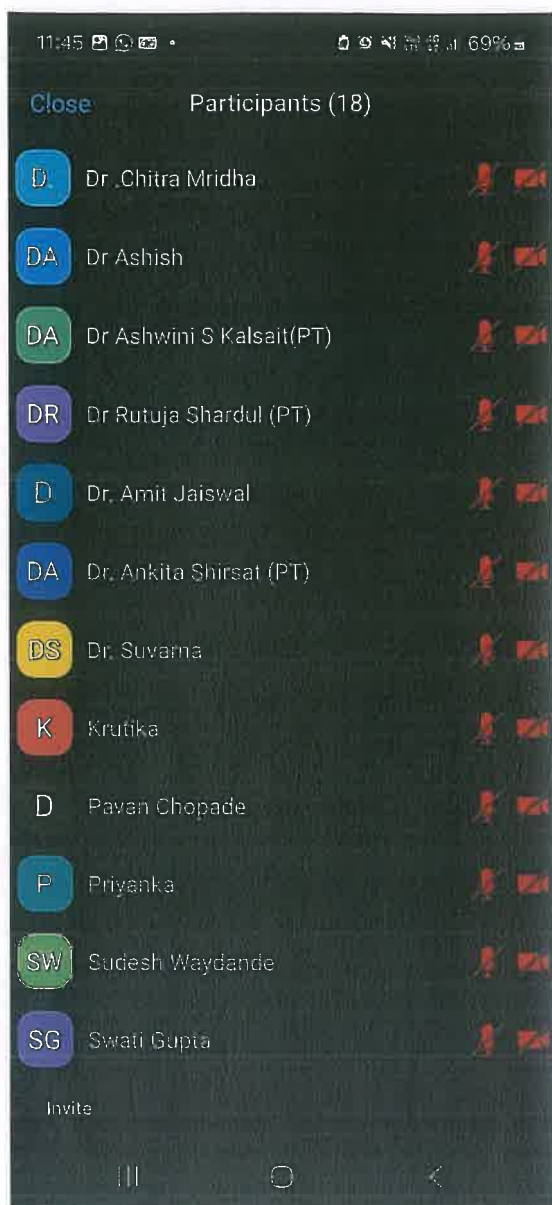 11:45 69%
Close Participants (18)
D. Dr .Chitra Mridha
DA Dr Ashish
DA Dr Ashwini S Kalsait(PT)
DR Dr Rutuja Shardul (PT)
D Dr. Amit Jaiswal
DA Dr. Ankita Shirsat (PT)
DS Dr. Suvarna
K Krutika
D Pavan Chopade
P Priyanka
SW Sudesh Waydande
SG Swati Gupta
Invite